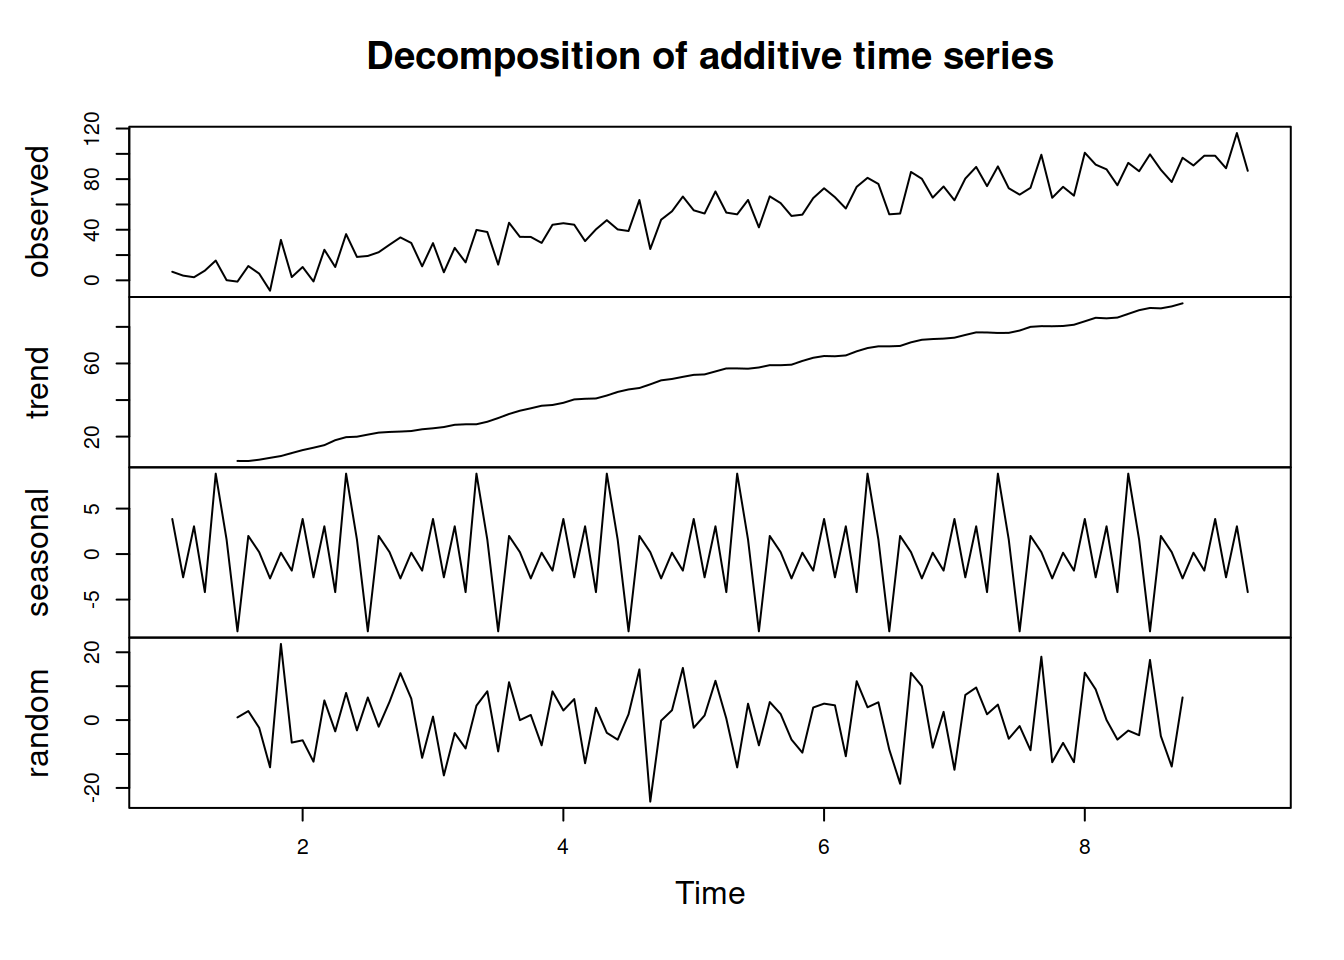 Decomposition of additive time series
observed
0 40 80 120
trend
20 60
seasonal
-5 0 5
random
-20 0 20
2 4 6 8
Time